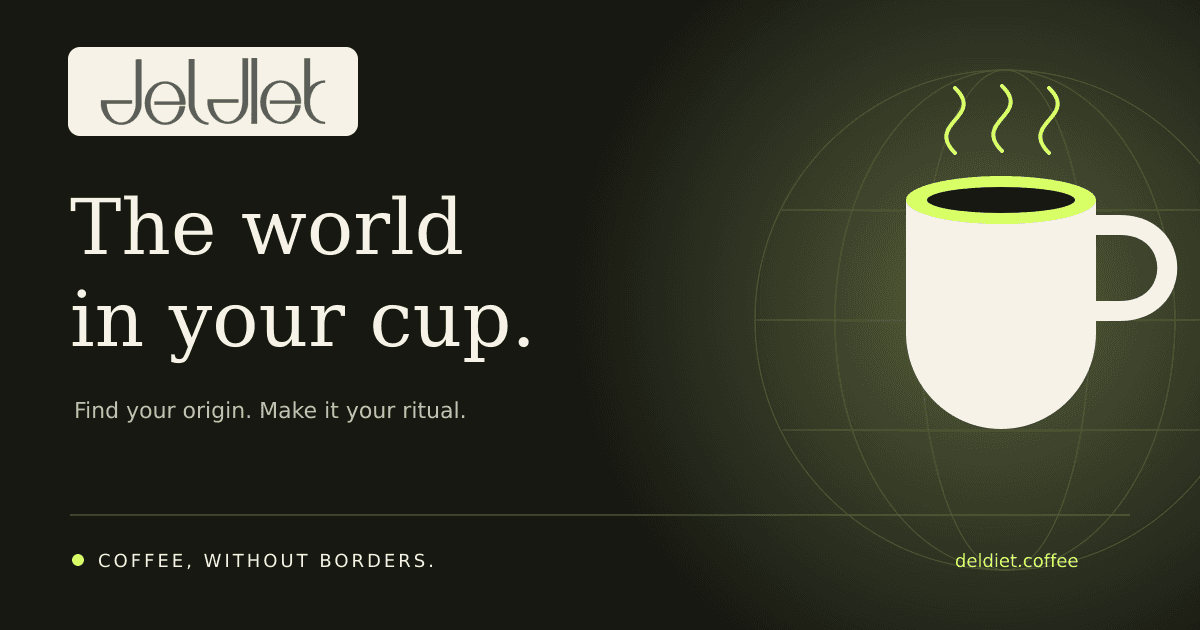 deldiet
The world
in your cup.
Find your origin. Make it your ritual.
COFFEE, WITHOUT BORDERS.
deldiet.coffee